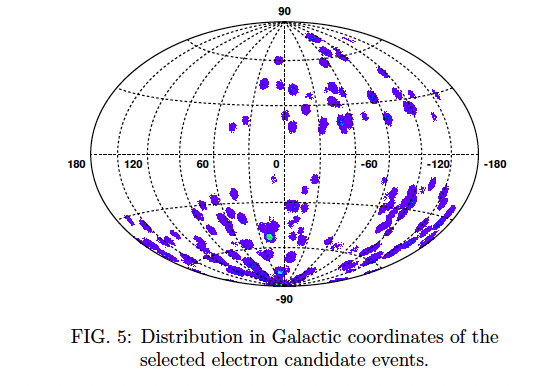 90
180 120 60 0 -60 -120 -180
-90
FIG. 5: Distribution in Galactic coordinates of the
selected electron candidate events.